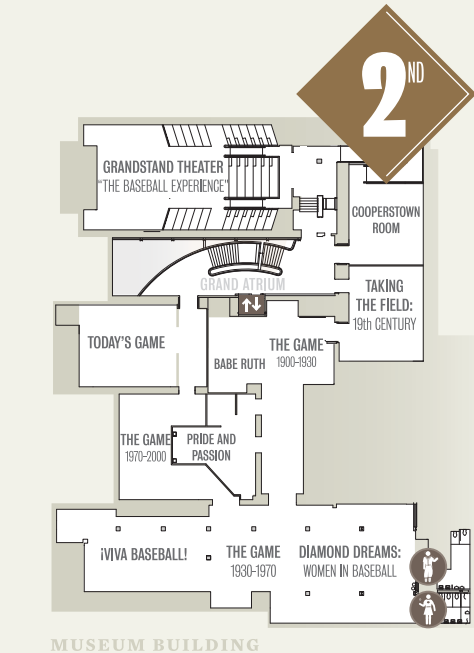 2ND
GRANDSTAND THEATER
"THE BASEBALL EXPERIENCE"
COOPERSTOWN
ROOM
GRAND ATRIUM
TAKING
THE FIELD:
19th CENTURY
TODAY'S GAME
BABE RUTH
THE GAME
1900-1930
THE GAME
1970-2000
PRIDE AND
PASSION
¡VIVA BASEBALL!
THE GAME
1930-1970
DIAMOND DREAMS:
WOMEN IN BASEBALL
MUSEUM BUILDING